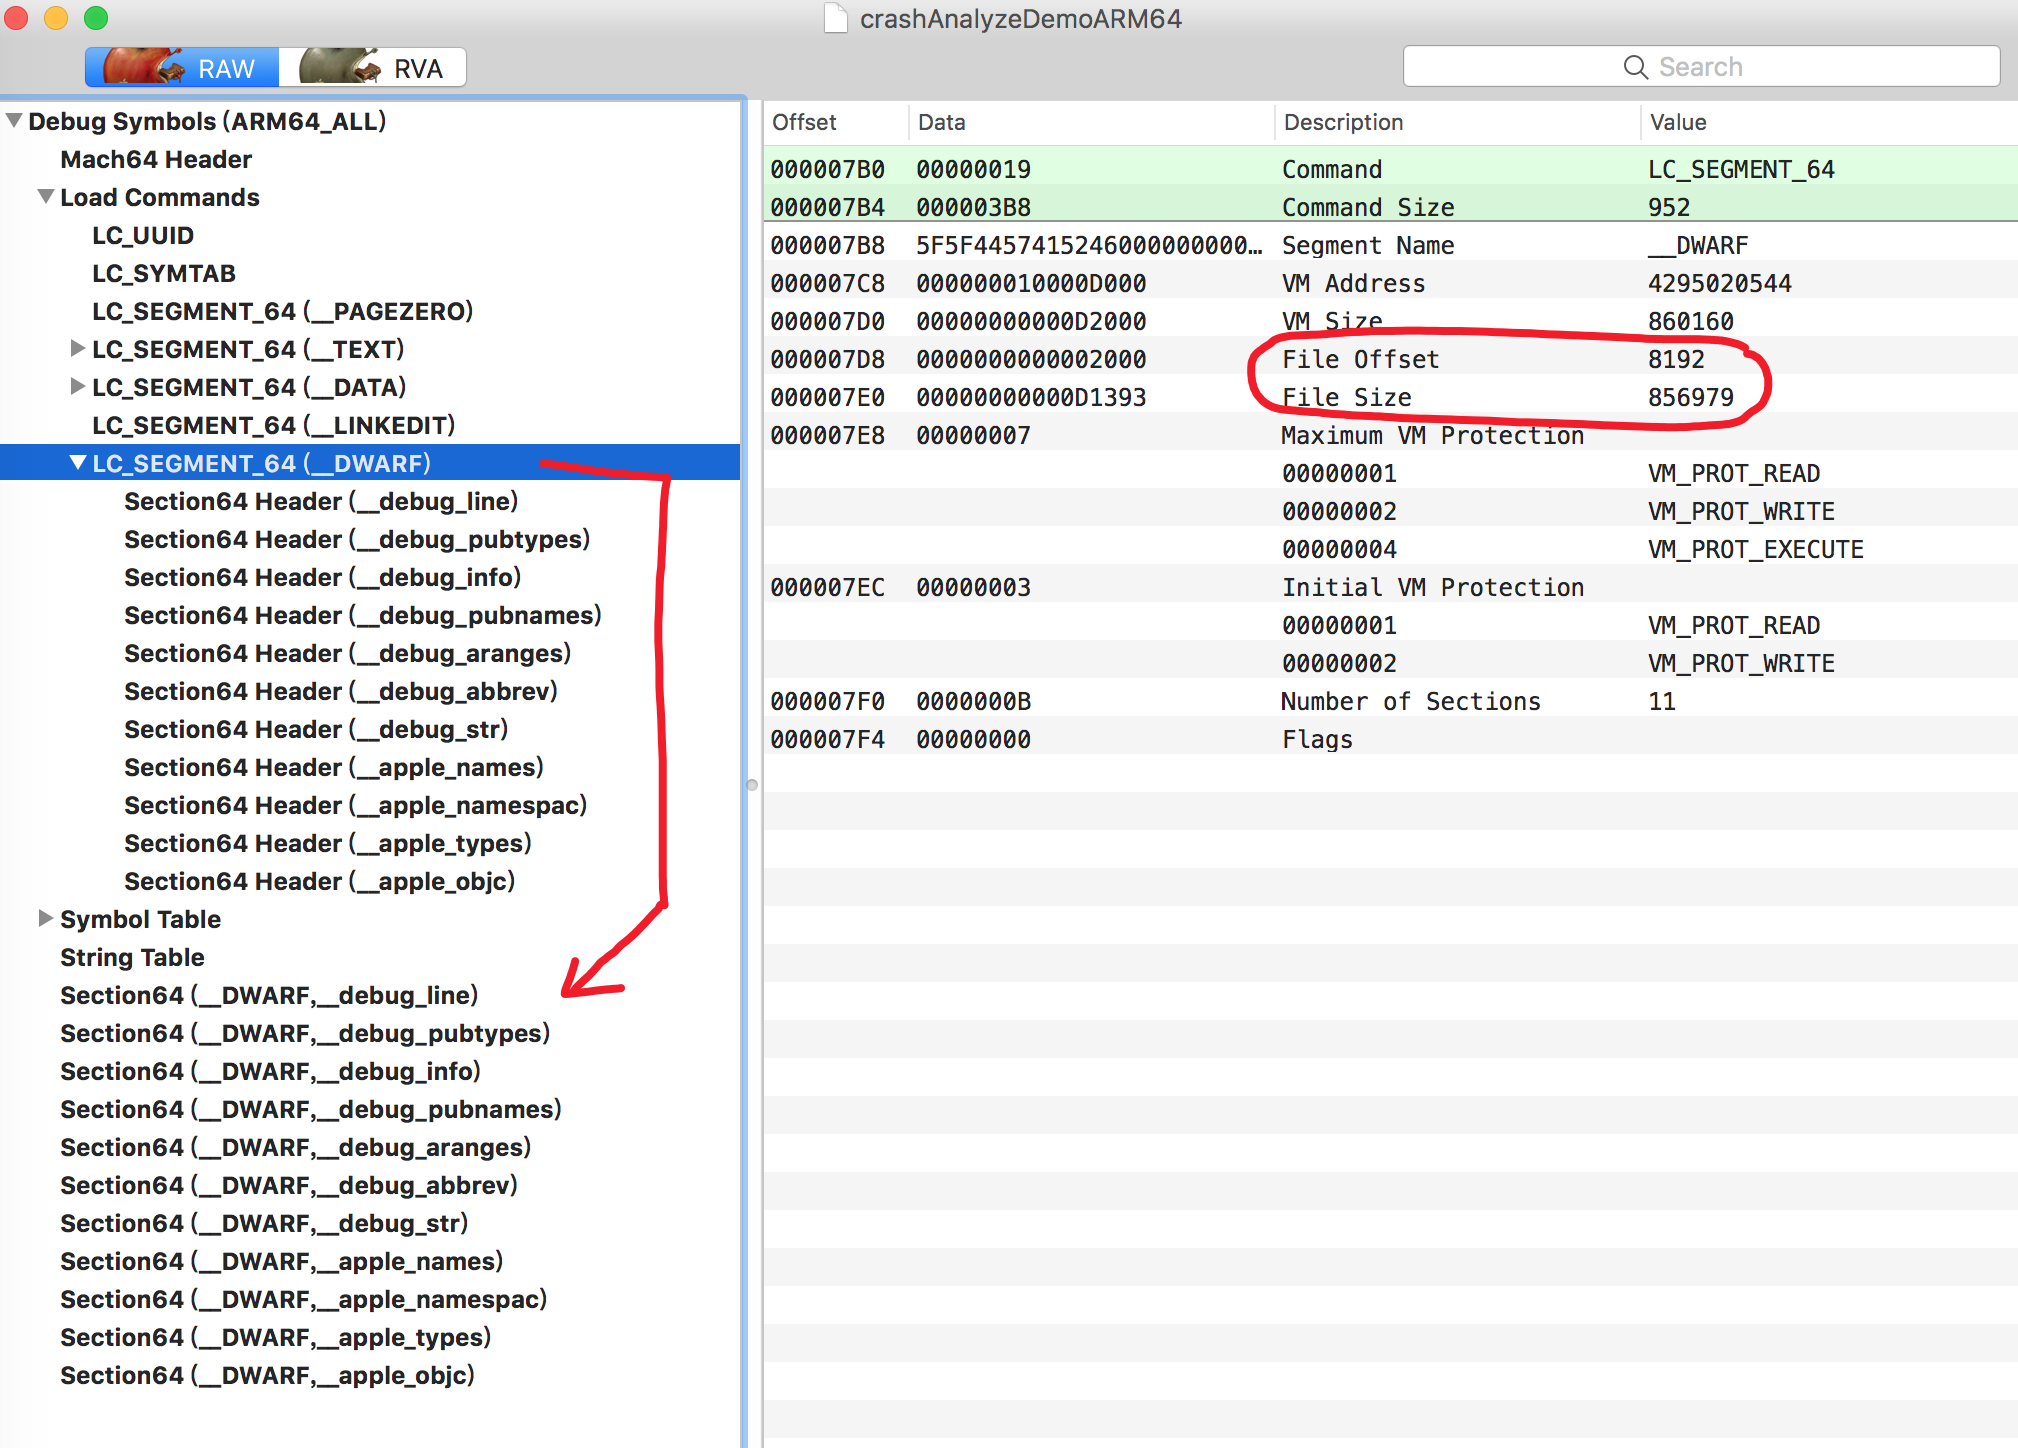 crashAnalyzeDemoARM64
RAW RVA
Search
Debug Symbols (ARM64_ALL)
Mach64 Header
Load Commands
LC_UUID
LC_SYMTAB
LC_SEGMENT_64 (__PAGEZERO)
LC_SEGMENT_64 (__TEXT)
LC_SEGMENT_64 (__DATA)
LC_SEGMENT_64 (__LINKEDIT)
LC_SEGMENT_64 (__DWARF)
Section64 Header (__debug_line)
Section64 Header (__debug_pubtypes)
Section64 Header (__debug_info)
Section64 Header (__debug_pubnames)
Section64 Header (__debug_aranges)
Section64 Header (__debug_abbrev)
Section64 Header (__debug_str)
Section64 Header (__apple_names)
Section64 Header (__apple_namespac)
Section64 Header (__apple_types)
Section64 Header (__apple_objc)
Symbol Table
String Table
Section64 (__DWARF,__debug_line)
Section64 (__DWARF,__debug_pubtypes)
Section64 (__DWARF,__debug_info)
Section64 (__DWARF,__debug_pubnames)
Section64 (__DWARF,__debug_aranges)
Section64 (__DWARF,__debug_abbrev)
Section64 (__DWARF,__debug_str)
Section64 (__DWARF,__apple_names)
Section64 (__DWARF,__apple_namespac)
Section64 (__DWARF,__apple_types)
Section64 (__DWARF,__apple_objc)
Offset Data Description Value
000007B0 00000019 Command LC_SEGMENT_64
000007B4 000003B8 Command Size 952
000007B8 5F5F4457415246000000000… Segment Name __DWARF
000007C8 000000010000D000 VM Address 4295020544
000007D0 00000000000D2000 VM Size 860160
000007D8 0000000000002000 File Offset 8192
000007E0 00000000000D1393 File Size 856979
000007E8 00000007 Maximum VM Protection
00000001 VM_PROT_READ
00000002 VM_PROT_WRITE
00000004 VM_PROT_EXECUTE
000007EC 00000003 Initial VM Protection
00000001 VM_PROT_READ
00000002 VM_PROT_WRITE
000007F0 0000000B Number of Sections 11
000007F4 00000000 Flags